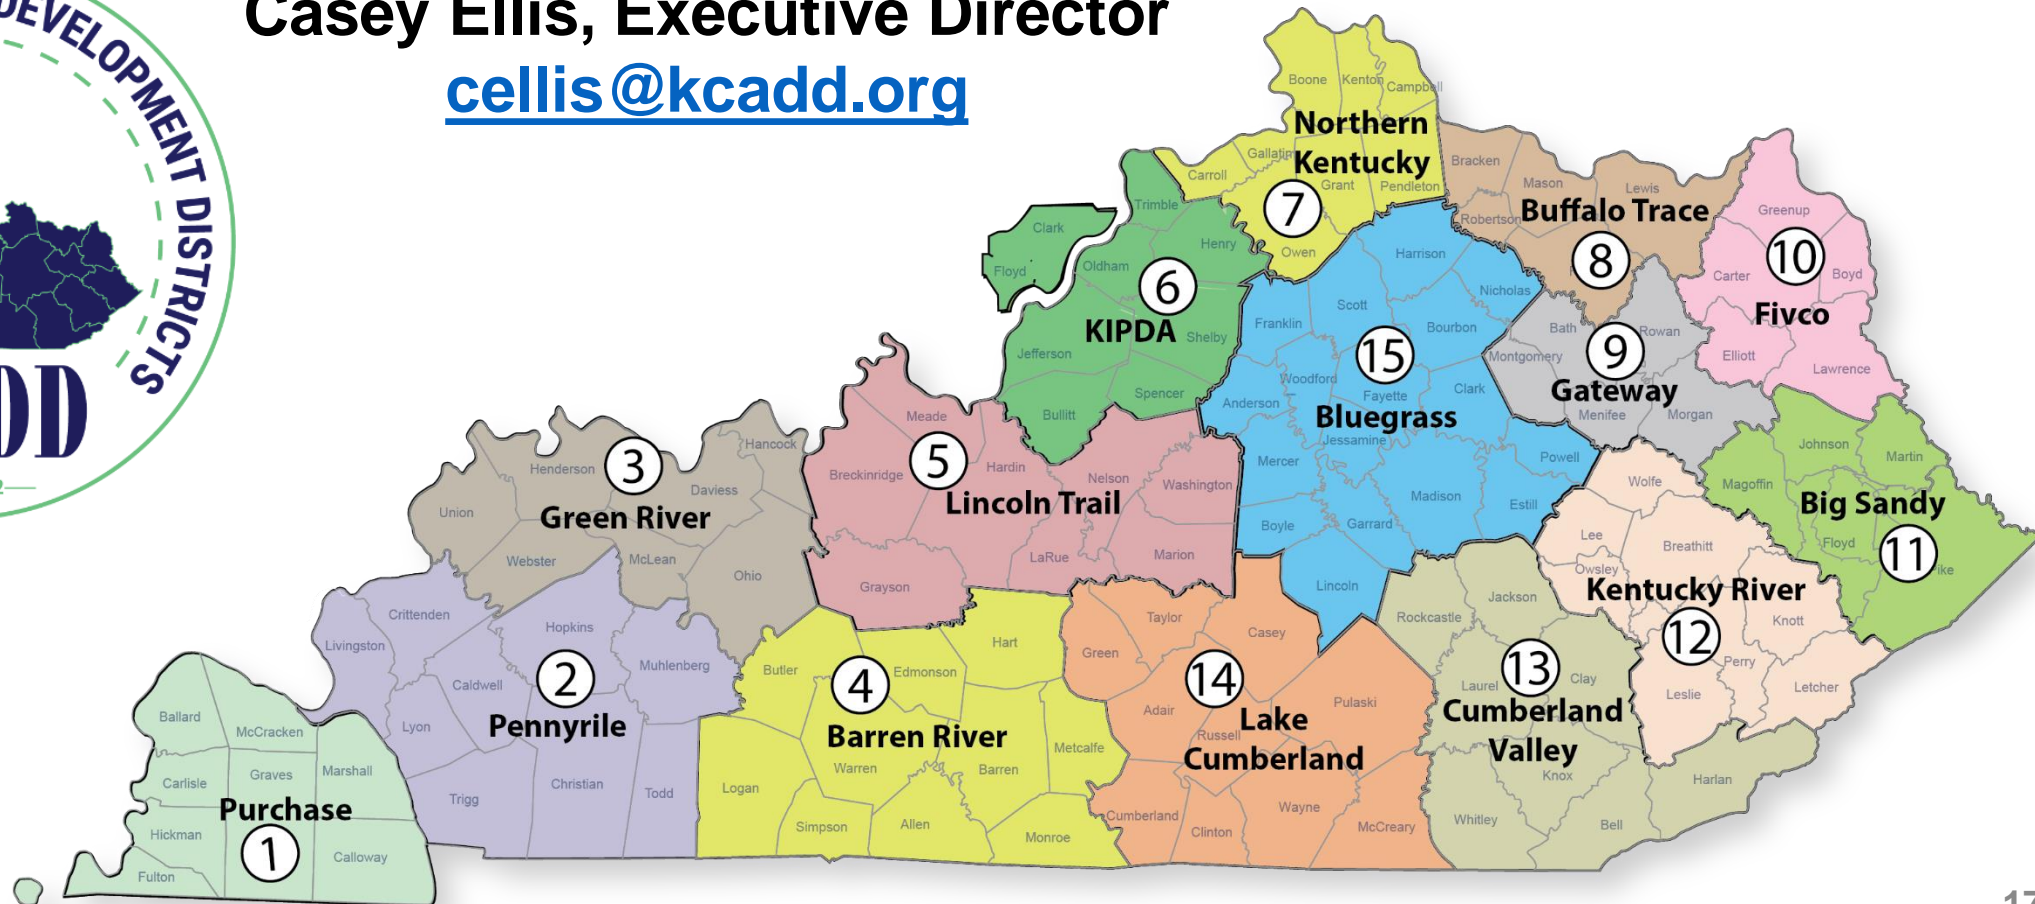 Casey Ellis, Executive Director
cellis@kcadd.org
DEVELOPMENT DISTRICTS
Boone
Kenton
Campbell
Northern
Kentucky
Gallatin
Carroll
Grant
Pendleton
7
Owen
Bracken
Mason
Lewis
Robertson
Buffalo Trace
8
Greenup
10
Carter
Boyd
Fivco
Elliott
Lawrence
Clark
Floyd
Trimble
Henry
Oldham
6
KIPDA
Shelby
Jefferson
Spencer
Bullitt
Harrison
Nicholas
Scott
Franklin
Bourbon
15
Woodford
Fayette
Clark
Anderson
Bluegrass
Jessamine
Mercer
Powell
Madison
Estill
Boyle
Garrard
Lincoln
Bath
Rowan
Montgomery
9
Gateway
Menifee
Morgan
Johnson
Martin
Magoffin
Big Sandy
Floyd
11
Hancock
Henderson
3
Daviess
Union
Green River
Webster
McLean
Ohio
Meade
Breckinridge
5
Hardin
Nelson
Washington
Lincoln Trail
LaRue
Marion
Grayson
Wolfe
Lee
Breathitt
Owsley
Kentucky River
12
Knott
Perry
Leslie
Letcher
Crittenden
Livingston
Hopkins
Muhlenberg
Caldwell
2
Lyon
Pennyrile
Trigg
Christian
Todd
Hart
Butler
4
Edmonson
Barren River
Metcalfe
Warren
Barren
Logan
Simpson
Allen
Monroe
Taylor
Casey
Green
14
Adair
Pulaski
Russell
Lake
Cumberland
Wayne
Cumberland
Clinton
McCreary
Rockcastle
Jackson
Laurel
13
Clay
Cumberland
Valley
Knox
Harlan
Whitley
Bell
Ballard
McCracken
Carlisle
Graves
Marshall
Purchase
Hickman
1
Calloway
Fulton
17